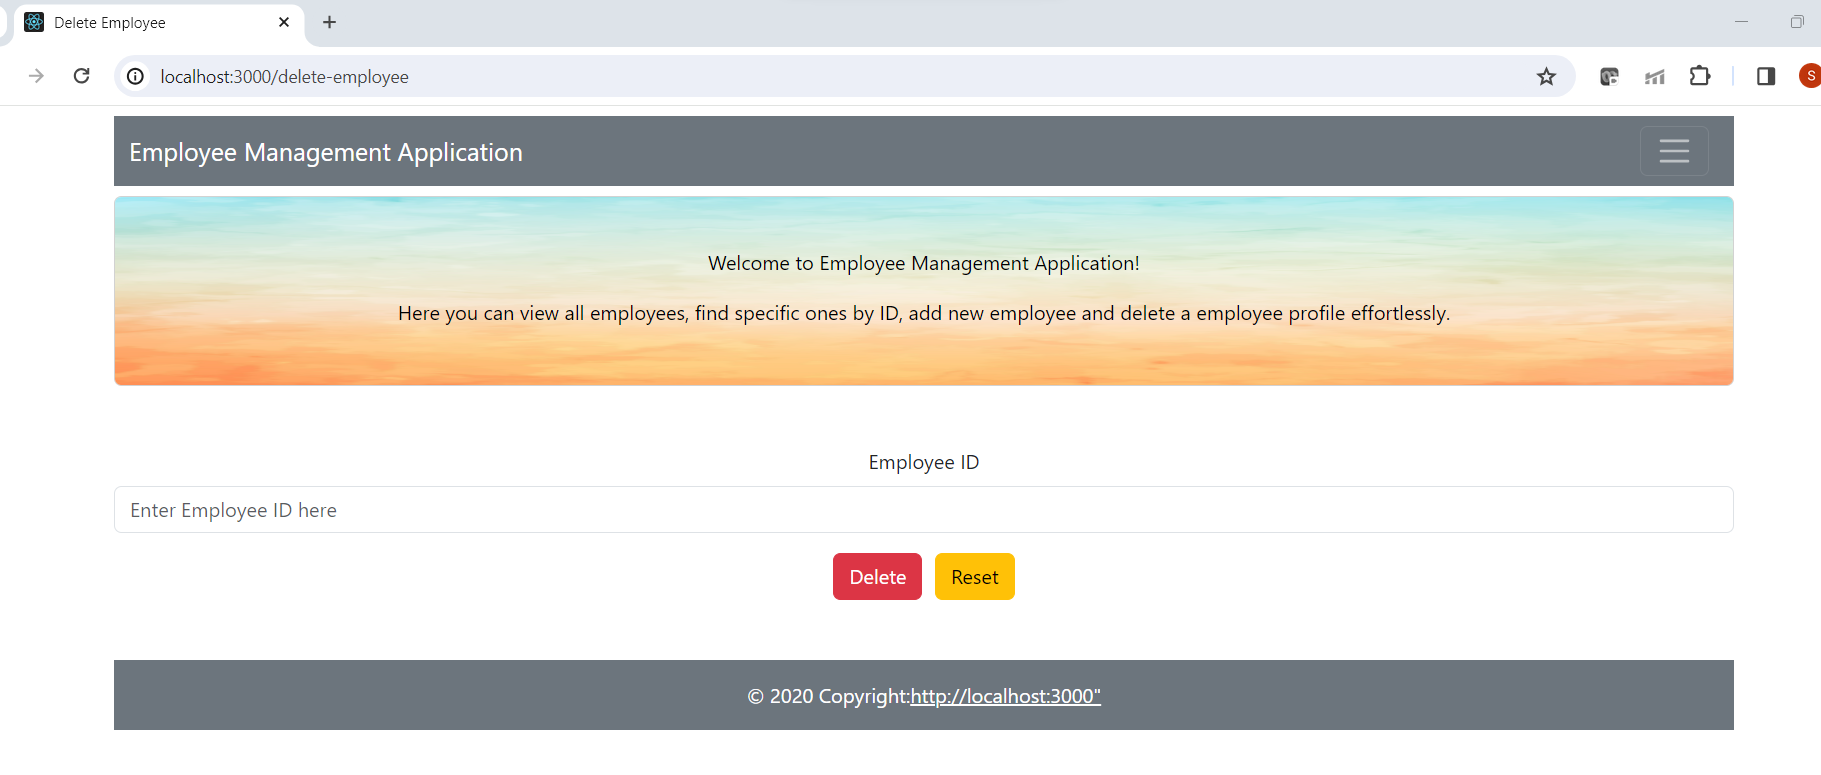 Delete Employee
localhost:3000/delete-employee
S
Employee Management Application
Welcome to Employee Management Application!
Here you can view all employees, find specific ones by ID, add new employee and delete a employee profile effortlessly.
Employee ID
Enter Employee ID here
Delete Reset
© 2020 Copyright:http://localhost:3000"